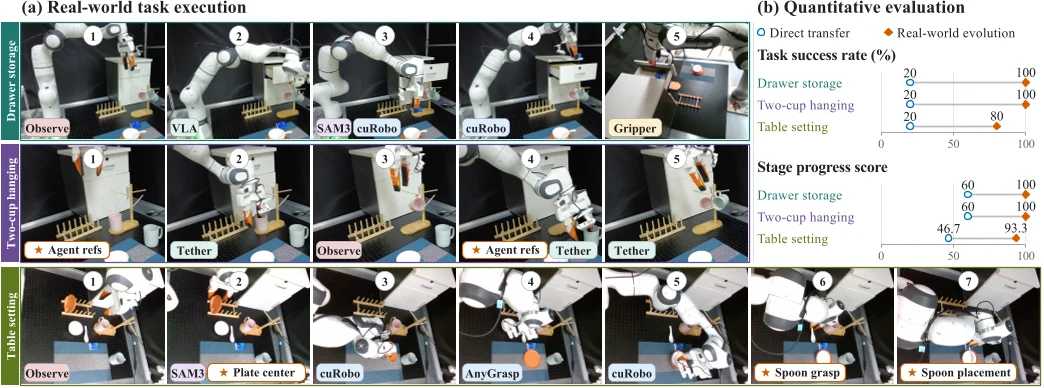 (a) Real-world task execution
Drawer storage
1
2
3
4
5
Observe
VLA
SAM3 cuRobo
cuRobo
Gripper
Two-cup hanging
1
2
3
4
5
★ Agent refs
Tether
Observe
★ Agent refs Tether
Tether
Table setting
1
2
3
4
5
6
7
Observe
SAM3 ★ Plate center
cuRobo
AnyGrasp
cuRobo
★ Spoon grasp
★ Spoon placement
(b) Quantitative evaluation
Direct transfer Real-world evolution
Task success rate (%)
Drawer storage 20 100
Two-cup hanging 20 100
Table setting 20 80
0 50 100
Stage progress score
Drawer storage 60 100
Two-cup hanging 60 100
Table setting 46.7 93.3
0 50 100